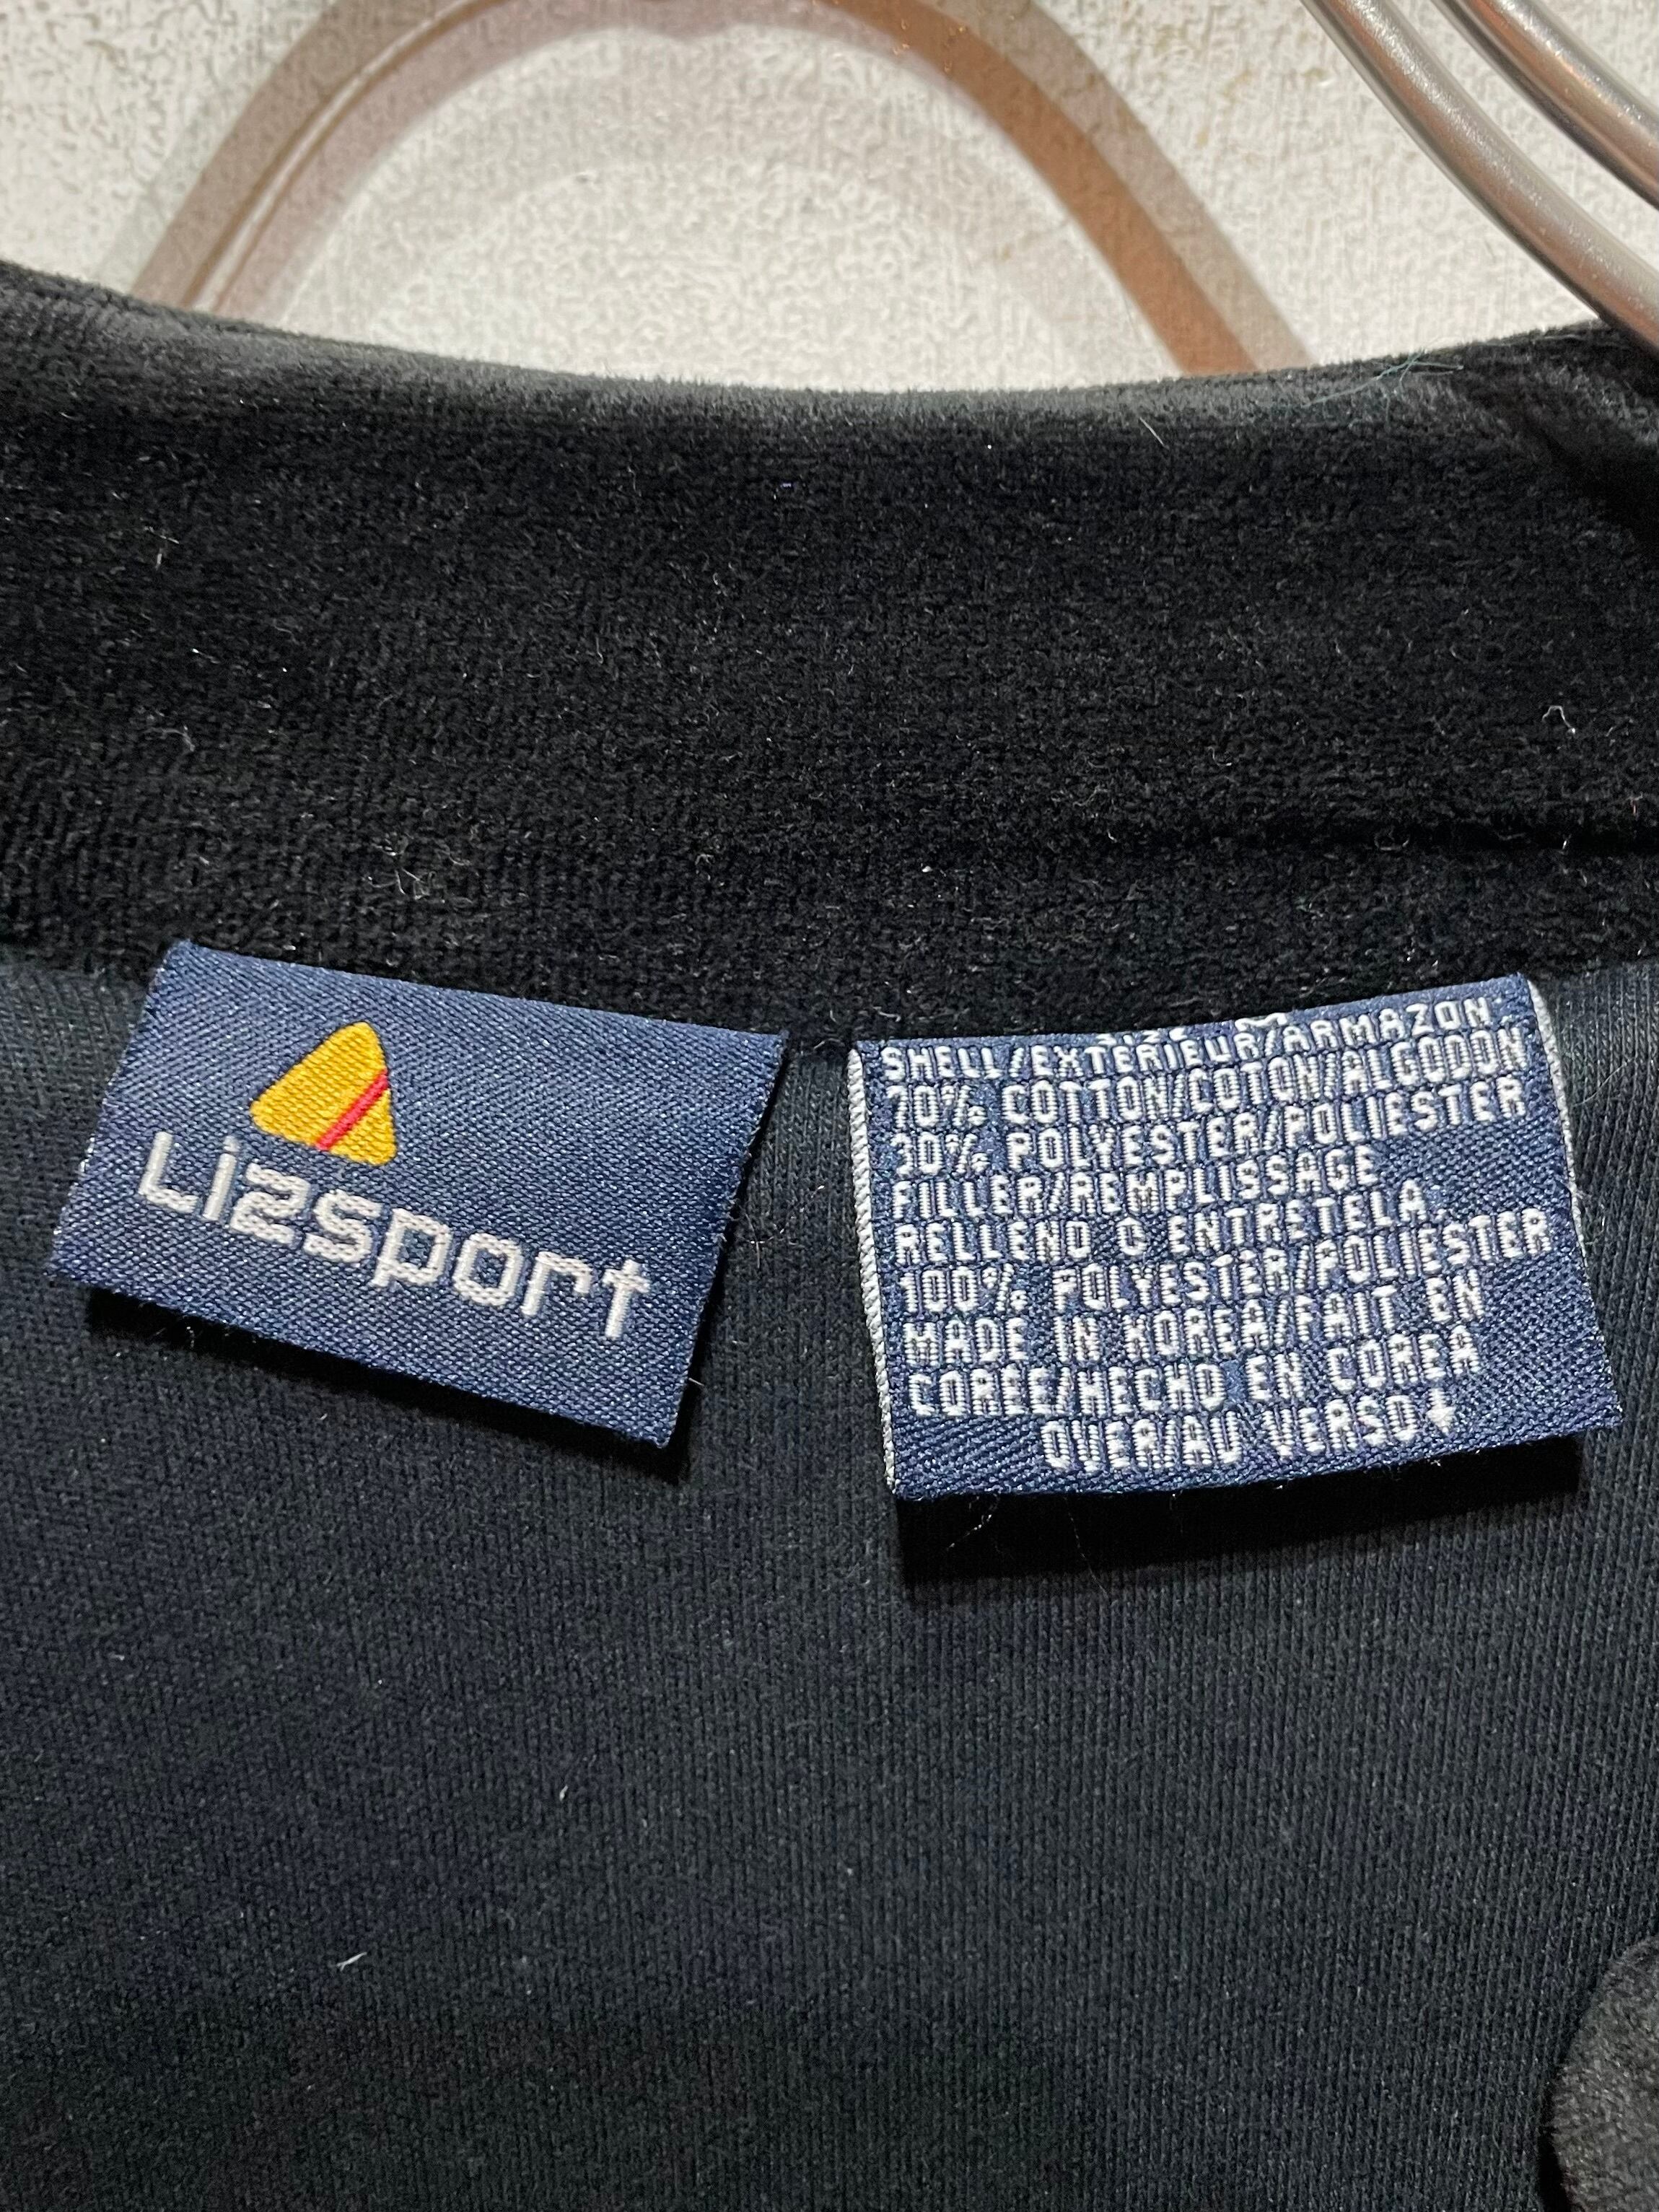 Lizsport
SHELL/EXTERIEUR/ARMAZON:
70% COTTON/COTON/ALGODON
30% POLYESTER/POLIESTER
FILLER/REMPLISSAGE
RELLENO O ENTRETELA
100% POLYESTER/POLIESTER
MADE IN KOREA/FAIT EN
CORÉE/HECHO EN COREA
OVER/AU VERSO↓